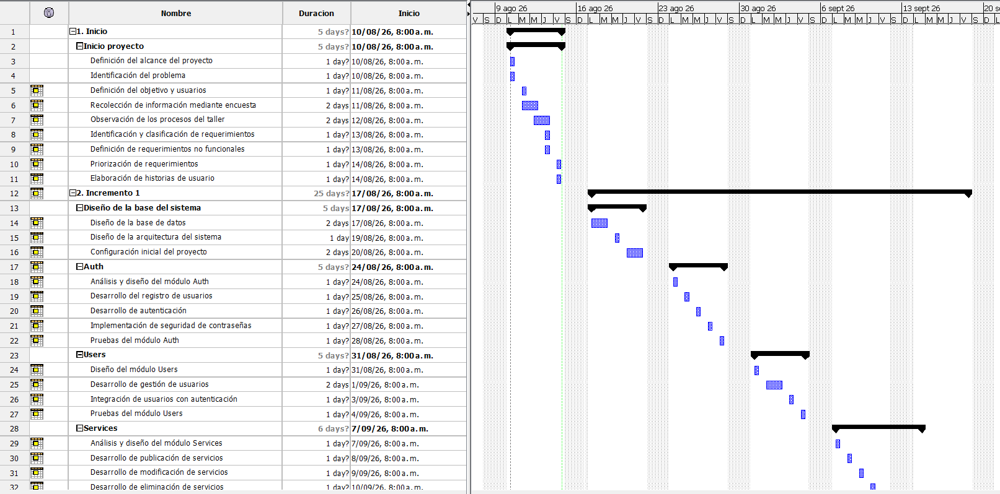 Nombre Duracion Inicio
9 ago 26 16 ago 26 23 ago 26 30 ago 26 6 sept 26 13 sept 26 20 s
V S D L M M J V S D L M M J V S D L M M J V S D L M M J V S D L M M J V S D L M M J V S D L
1 1. Inicio 5 days? 10/08/26, 8:00 a. m.
2 Inicio proyecto 5 days? 10/08/26, 8:00 a. m.
3 Definición del alcance del proyecto 1 day? 10/08/26, 8:00 a. m.
4 Identificación del problema 1 day? 10/08/26, 8:00 a. m.
5 Definición del objetivo y usuarios 1 day? 11/08/26, 8:00 a. m.
6 Recolección de información mediante encuesta 2 days 11/08/26, 8:00 a. m.
7 Observación de los procesos del taller 2 days 12/08/26, 8:00 a. m.
8 Identificación y clasificación de requerimientos 1 day? 13/08/26, 8:00 a. m.
9 Definición de requerimientos no funcionales 1 day? 13/08/26, 8:00 a. m.
10 Priorización de requerimientos 1 day? 14/08/26, 8:00 a. m.
11 Elaboración de historias de usuario 1 day? 14/08/26, 8:00 a. m.
12 2. Incremento 1 25 days? 17/08/26, 8:00 a. m.
13 Diseño de la base del sistema 5 days 17/08/26, 8:00 a. m.
14 Diseño de la base de datos 2 days 17/08/26, 8:00 a. m.
15 Diseño de la arquitectura del sistema 1 day 19/08/26, 8:00 a. m.
16 Configuración inicial del proyecto 2 days 20/08/26, 8:00 a. m.
17 Auth 5 days? 24/08/26, 8:00 a. m.
18 Análisis y diseño del módulo Auth 1 day? 24/08/26, 8:00 a. m.
19 Desarrollo del registro de usuarios 1 day? 25/08/26, 8:00 a. m.
20 Desarrollo de autenticación 1 day? 26/08/26, 8:00 a. m.
21 Implementación de seguridad de contraseñas 1 day? 27/08/26, 8:00 a. m.
22 Pruebas del módulo Auth 1 day? 28/08/26, 8:00 a. m.
23 Users 5 days? 31/08/26, 8:00 a. m.
24 Diseño del módulo Users 1 day? 31/08/26, 8:00 a. m.
25 Desarrollo de gestión de usuarios 2 days 1/09/26, 8:00 a. m.
26 Integración de usuarios con autenticación 1 day? 3/09/26, 8:00 a. m.
27 Pruebas del módulo Users 1 day? 4/09/26, 8:00 a. m.
28 Services 6 days? 7/09/26, 8:00 a. m.
29 Análisis y diseño del módulo Services 1 day? 7/09/26, 8:00 a. m.
30 Desarrollo de publicación de servicios 1 day? 8/09/26, 8:00 a. m.
31 Desarrollo de modificación de servicios 1 day? 9/09/26, 8:00 a. m.
32 Desarrollo de eliminación de servicios 1 day? 10/09/26, 8:00 a. m.